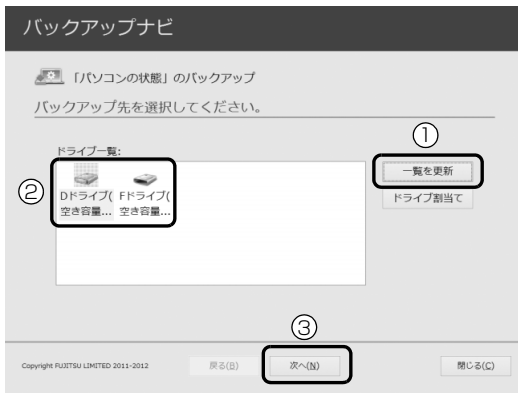 バックアップナビ
「パソコンの状態」のバックアップ
バックアップ先を選択してください。
①
ドライブ一覧:
一覧を更新
②
Dドライブ( Fドライブ(
空き容量... 空き容量...
ドライブ割当て
③
Copyright FUJITSU LIMITED 2011-2012
戻る(B)
次へ(N)
閉じる(C)